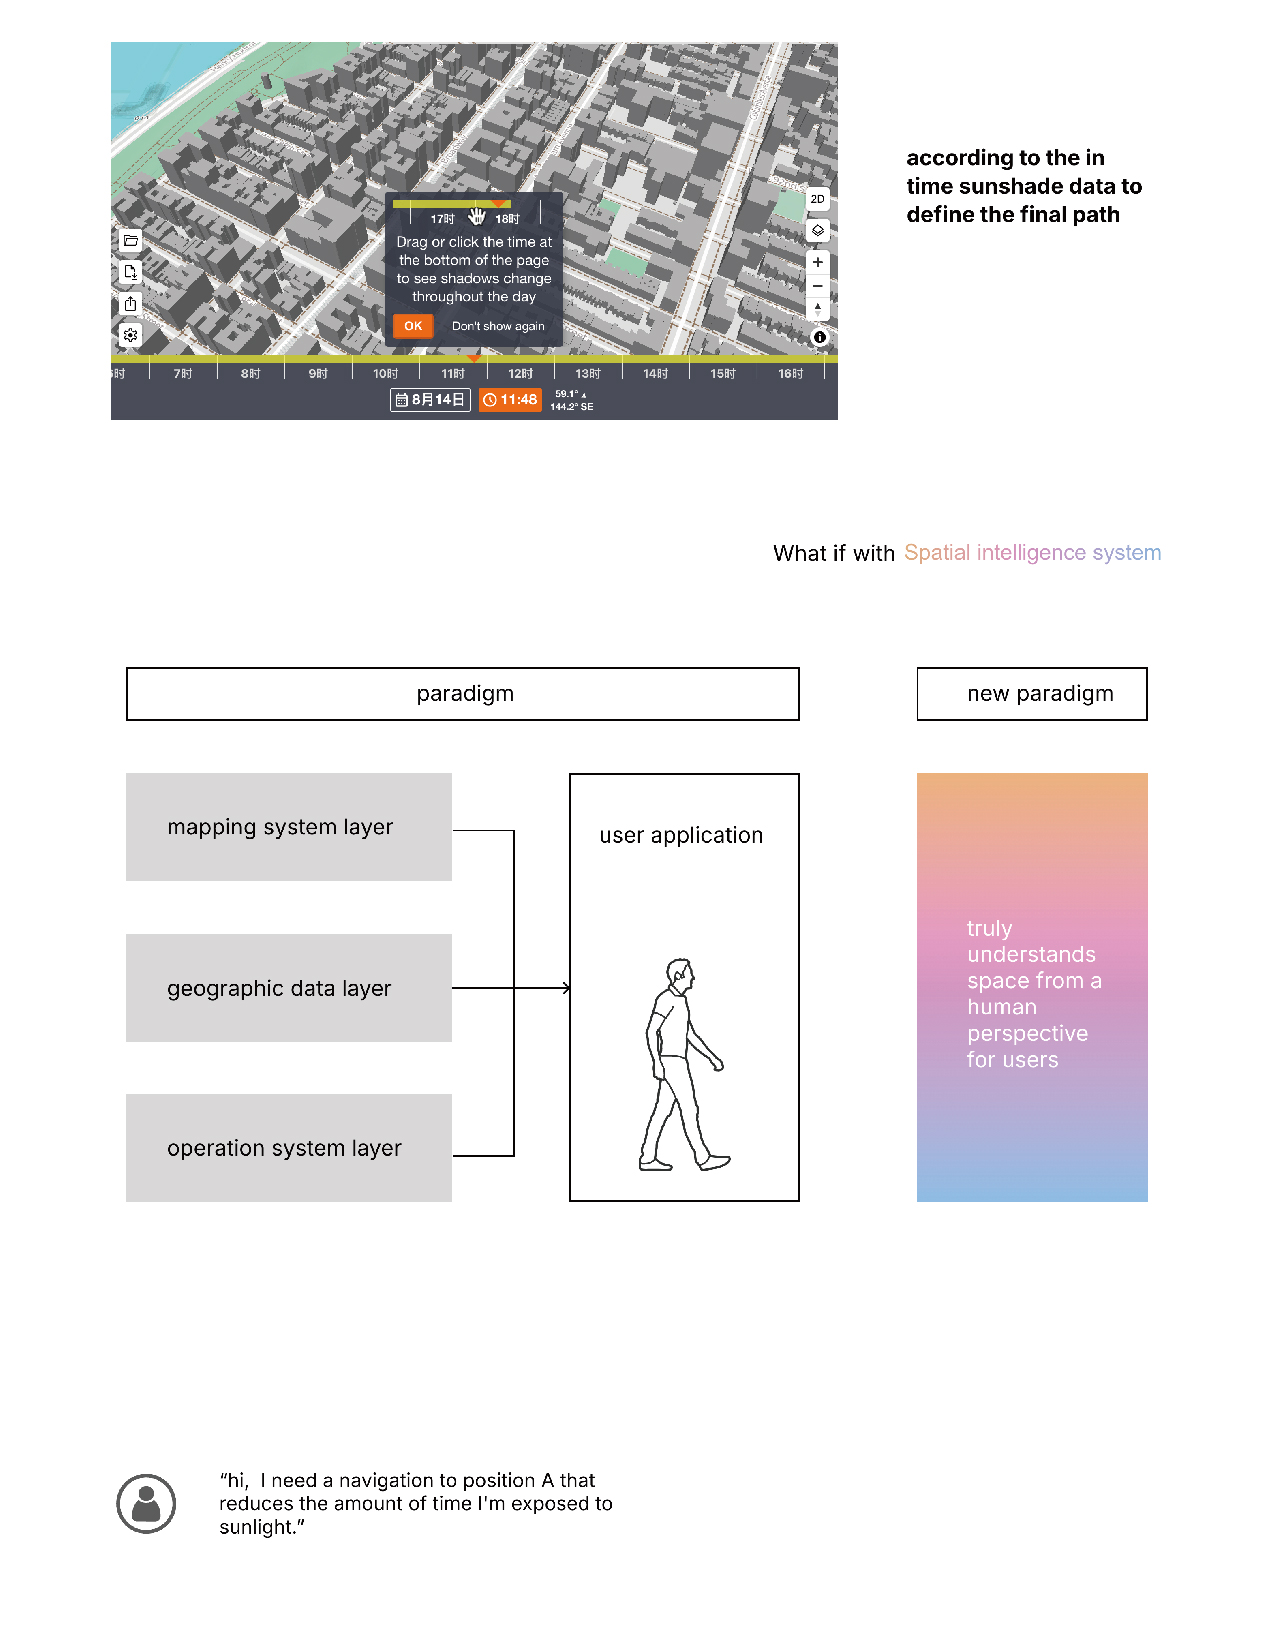 17时 18时
Drag or click the time at
the bottom of the page
to see shadows change
throughout the day
OK Don't show again
2D
7时 8时 9时 10时 11时 12时 13时 14时 15时 16时
8月14日 11:48 59.1°
144.2° SE
according to the in
time sunshade data to
define the final path
What if with Spatial intelligence system
paradigm
new paradigm
mapping system layer
geographic data layer
operation system layer
user application
truly
understands
space from a
human
perspective
for users
“hi, I need a navigation to position A that
reduces the amount of time I'm exposed to
sunlight.”